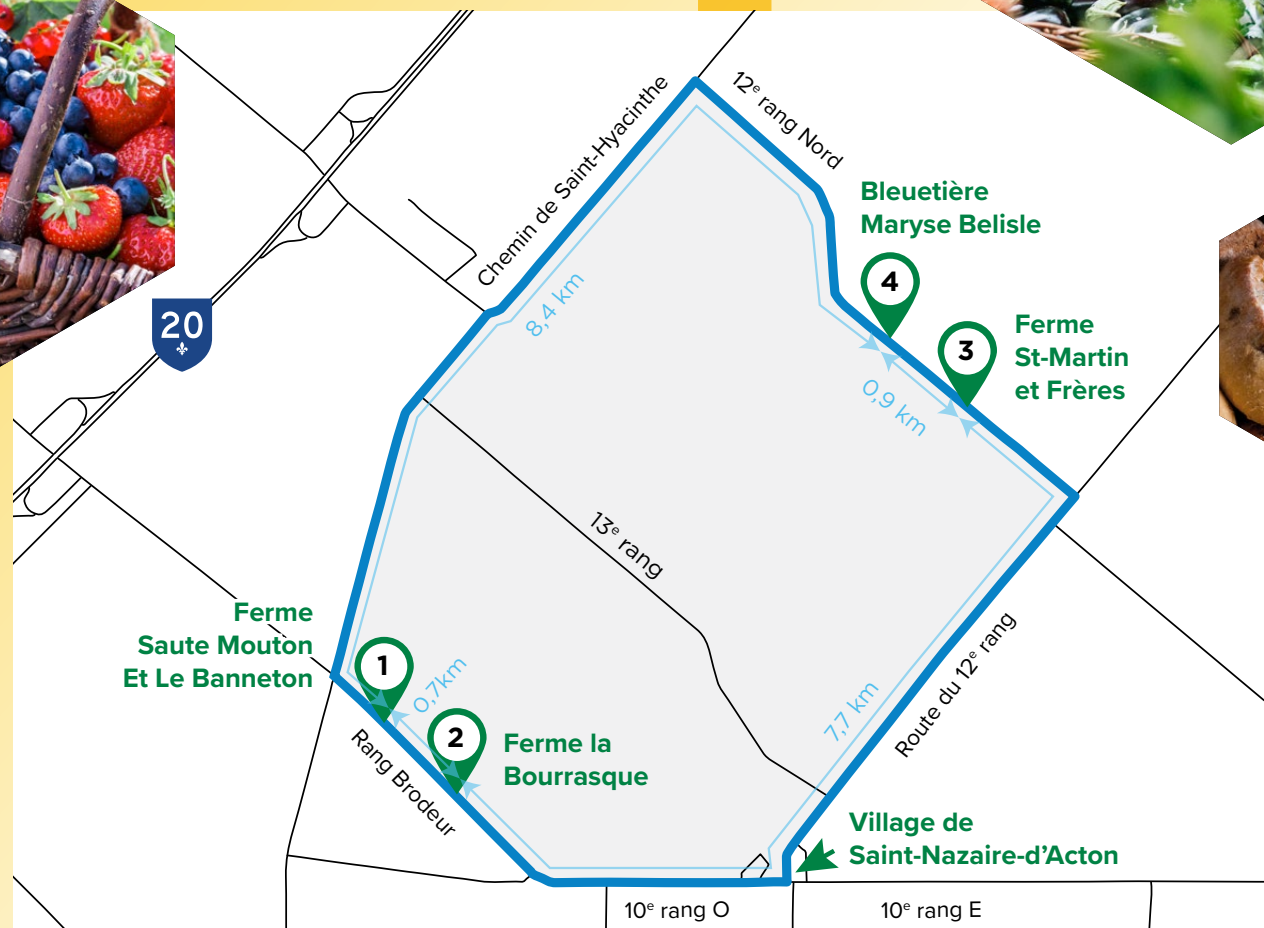 12e rang Nord
Chemin de Saint-Hyacinthe
Bleuetière
Maryse Belisle
4
Ferme
St-Martin
et Frères
3
8,4 km
20
0,9 km
13e rang
Ferme
Saute Mouton
Et Le Banneton
1
0,7km
2
Ferme la
Bourrasque
Rang Brodeur
7,7 km
Route du 12e rang
Village de
Saint-Nazaire-d'Acton
10e rang O
10e rang E